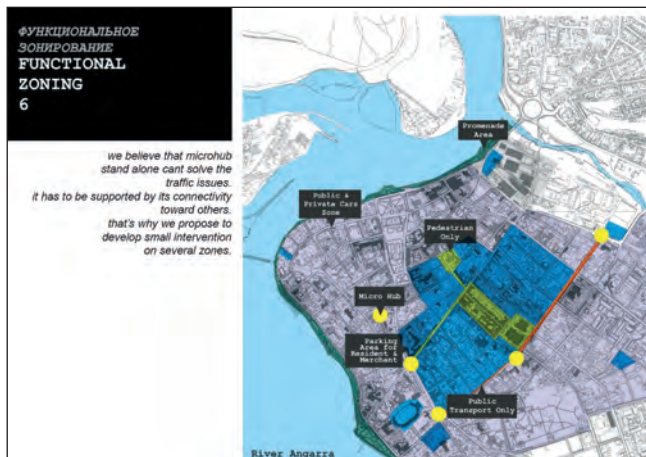 ФУНКЦИОНАЛЬНОЕ
ЗОНИРОВАНИЕ
FUNCTIONAL
ZONING
6
we believe that microhub
stand alone cant solve the
traffic issues.
it has to be supported by its connectivity
toward others.
that's why we propose to
develop small intervention
on several zones.
Promenade
Area
Public &
Private Cars
Zone
Pedestrian
Only
Micro Hub
Parking
Area for
Resident &
Merchant
Public
Transport Only
River Angarra